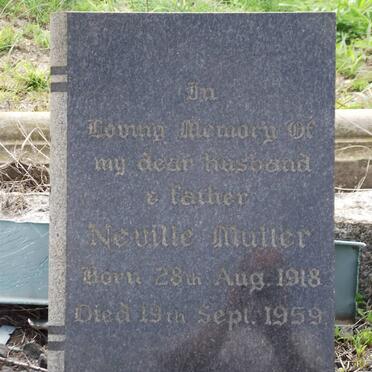 In
Loving Memory Of
my dear husband
& father
Neville Muller
Born 28th Aug. 1918
Died 19th Sept. 1959